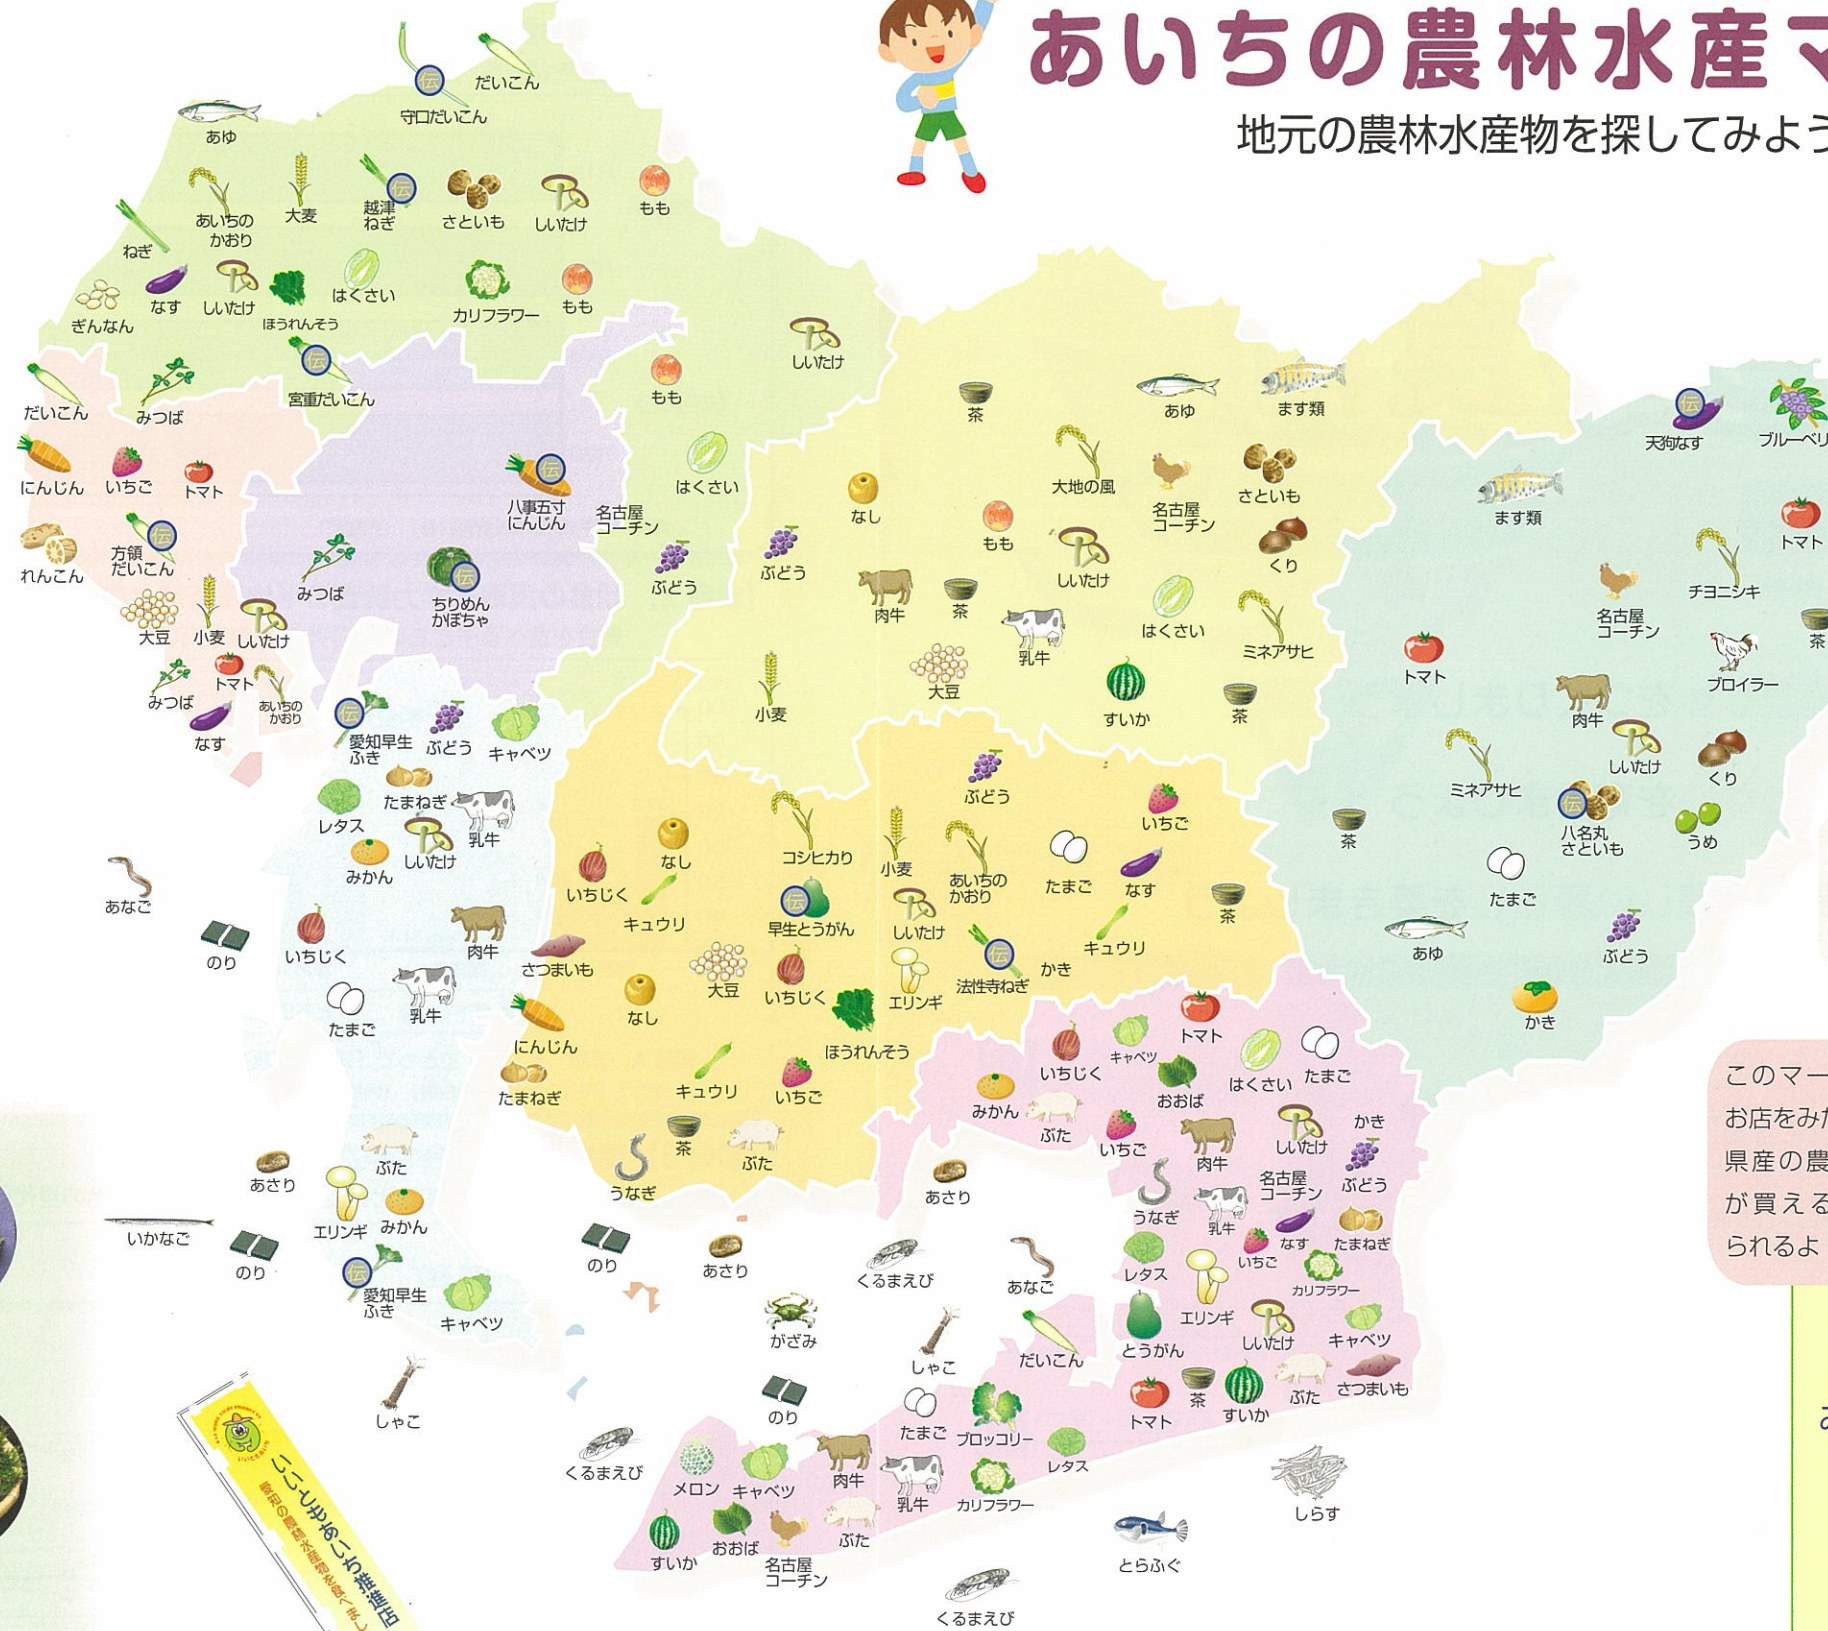 あいちの農林水産マ
地元の農林水産物を探してみよう
伝
守口だいこん
だいこん
あゆ
あいちの
かおり
大麦
伝
越津
ねぎ
さといも
しいたけ
もも
ねぎ
ぎんなん
なす
しいたけ
ほうれんそう
はくさい
カリフラワー
もも
伝
宮重だいこん
みつば
しいたけ
もも
はくさい
名古屋
コーチン
ぶどう
だいこん
にんじん
いちご
トマト
れんこん
伝
方領
だいこん
大豆
小麦
しいたけ
みつば
トマト
あいちの
かおり
なす
伝
八事五寸
にんじん
みつば
伝
ちりめん
かぼちゃ
茶
あゆ
ます類
なし
大地の風
名古屋
コーチン
さといも
もも
しいたけ
くり
ぶどう
肉牛
茶
乳牛
はくさい
ミネアサヒ
大豆
小麦
すいか
茶
伝
天狗なす
ブルーベリ
ます類
トマト
チヨニシキ
名古屋
コーチン
茶
トマト
ブロイラー
肉牛
しいたけ
くり
ミネアサヒ
伝
八名丸
さといも
うめ
茶
たまご
あゆ
ぶどう
かき
伝
愛知早生
ふき
ぶどう
キャベツ
レタス
たまねぎ
乳牛
しいたけ
みかん
いちじく
肉牛
たまご
乳牛
ぶた
エリンギ
みかん
伝
愛知早生
ふき
キャベツ
あなご
のり
あさり
いかなご
のり
しゃこ
ぶどう
いちご
コシヒカリ
小麦
あいちの
かおり
たまご
なす
茶
なし
いちじく
キュウリ
伝
早生とうがん
しいたけ
キュウリ
さつまいも
大豆
いちじく
エリンギ
伝
法性寺ねぎ
かき
なし
にんじん
ほうれんそう
たまねぎ
キュウリ
いちご
うなぎ
茶
ぶた
いちじく
キャベツ
トマト
はくさい
たまご
みかん
おおば
ぶた
いちご
肉牛
しいたけ
かき
ぶどう
うなぎ
乳牛
名古屋
コーチン
なす
たまねぎ
レタス
いちご
カリフラワー
エリンギ
とうがん
しいたけ
キャベツ
だいこん
トマト
茶
すいか
ぶた
さつまいも
たまご
ブロッコリー
レタス
メロン
キャベツ
肉牛
乳牛
カリフラワー
すいか
おおば
名古屋
コーチン
ぶた
あさり
のり
あさり
くるまえび
あなご
がざみ
しゃこ
のり
くるまえび
しらす
とらふぐ
くるまえび
いいともあいち推進店
愛知の農林水産物を食べまし
このマー
お店をみた
県産の農
が買える
られるよ